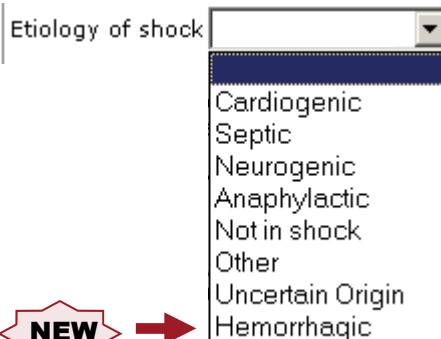 Etiology of shock
Cardiogenic
Septic
Neurogenic
Anaphylactic
Not in shock
Other
Uncertain Origin
NEW Hemorrhagic